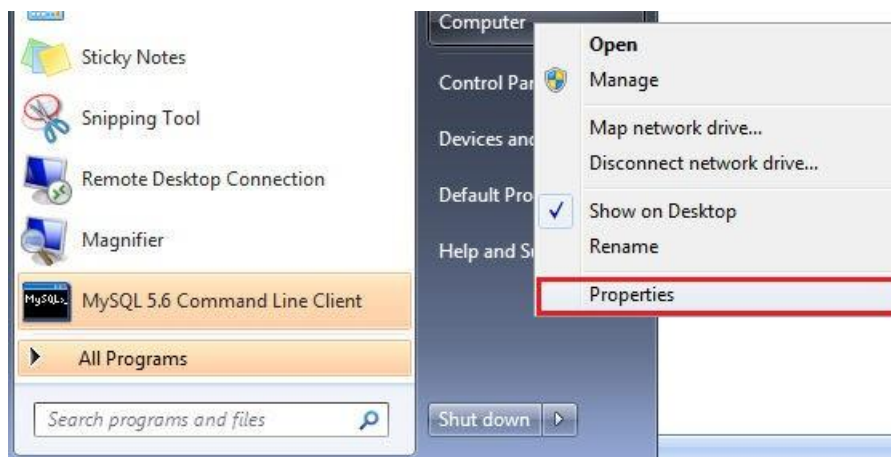 Sticky Notes
Snipping Tool
Remote Desktop Connection
Magnifier
MySQL>_
MySQL 5.6 Command Line Client
All Programs
Search programs and files
Computer
Control Par
Devices and
Default Pro
Help and Su
Shut down
Open
Manage
Map network drive...
Disconnect network drive...
Show on Desktop
Rename
Properties